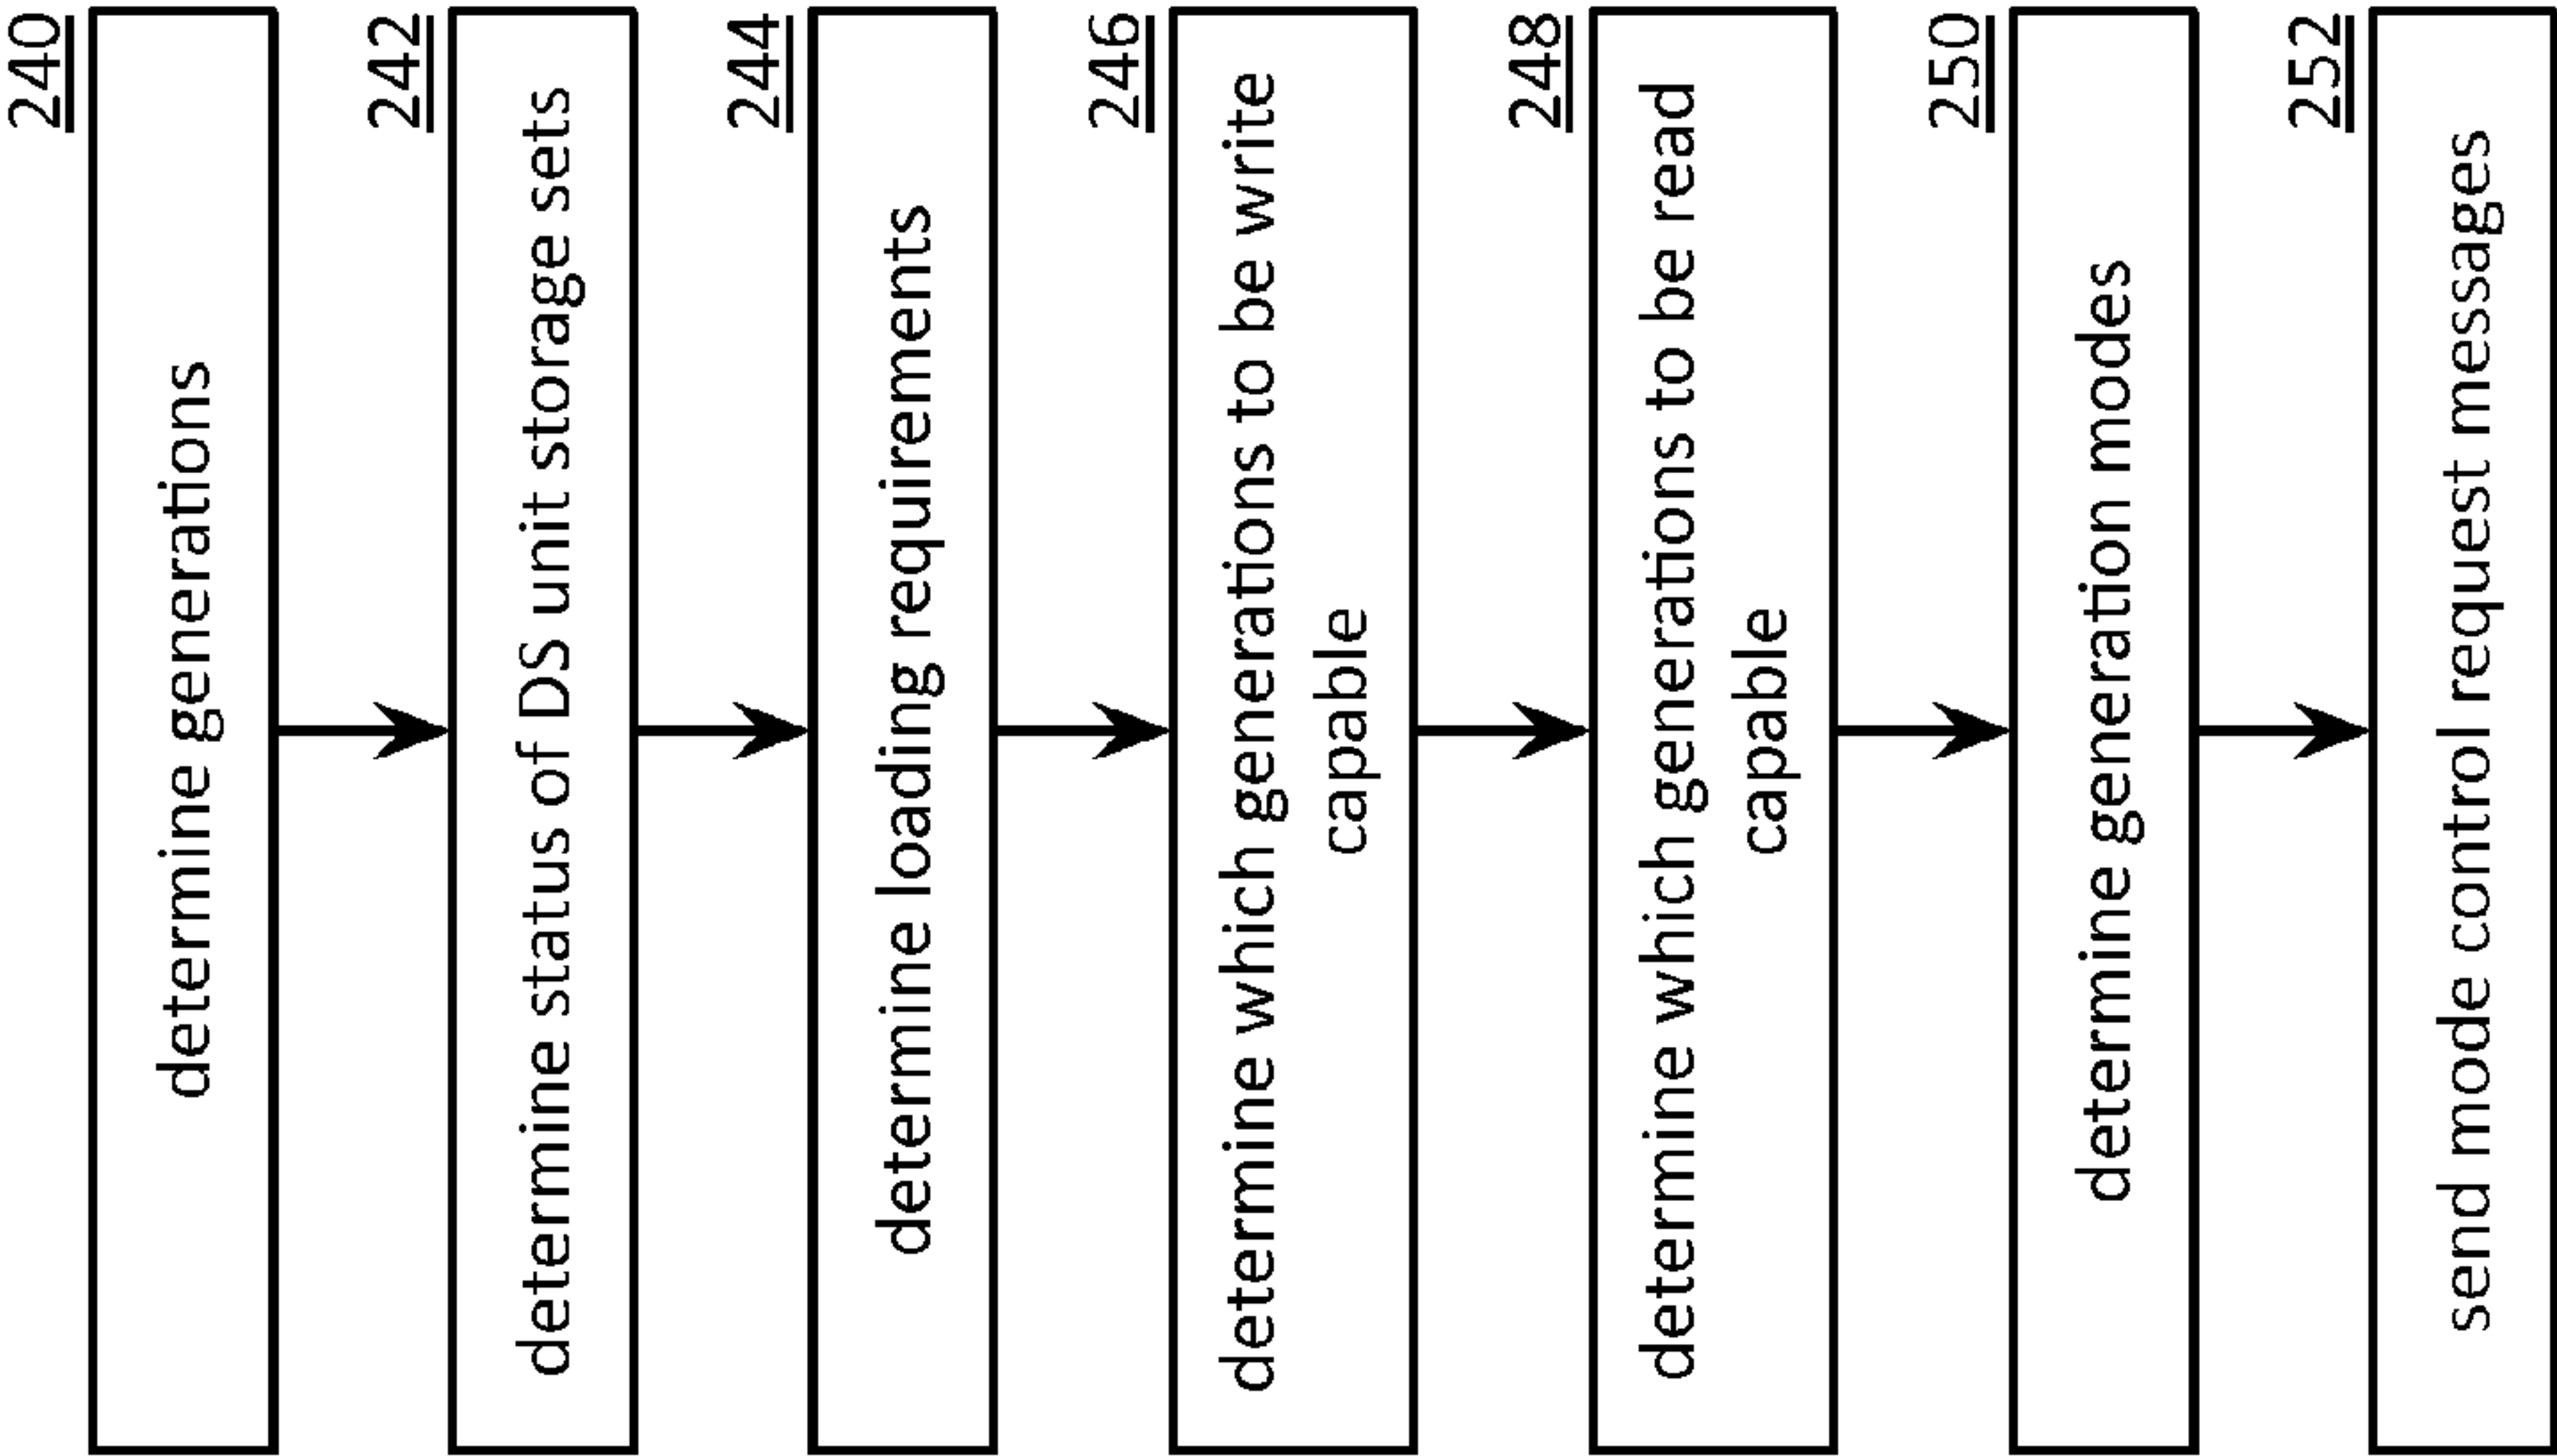 240
determine generations
242
determine status of DS unit storage sets
244
determine loading requirements
246
determine which generations to be write
capable
248
determine which generations to be read
capable
250
determine generation modes
252
send mode control request messages